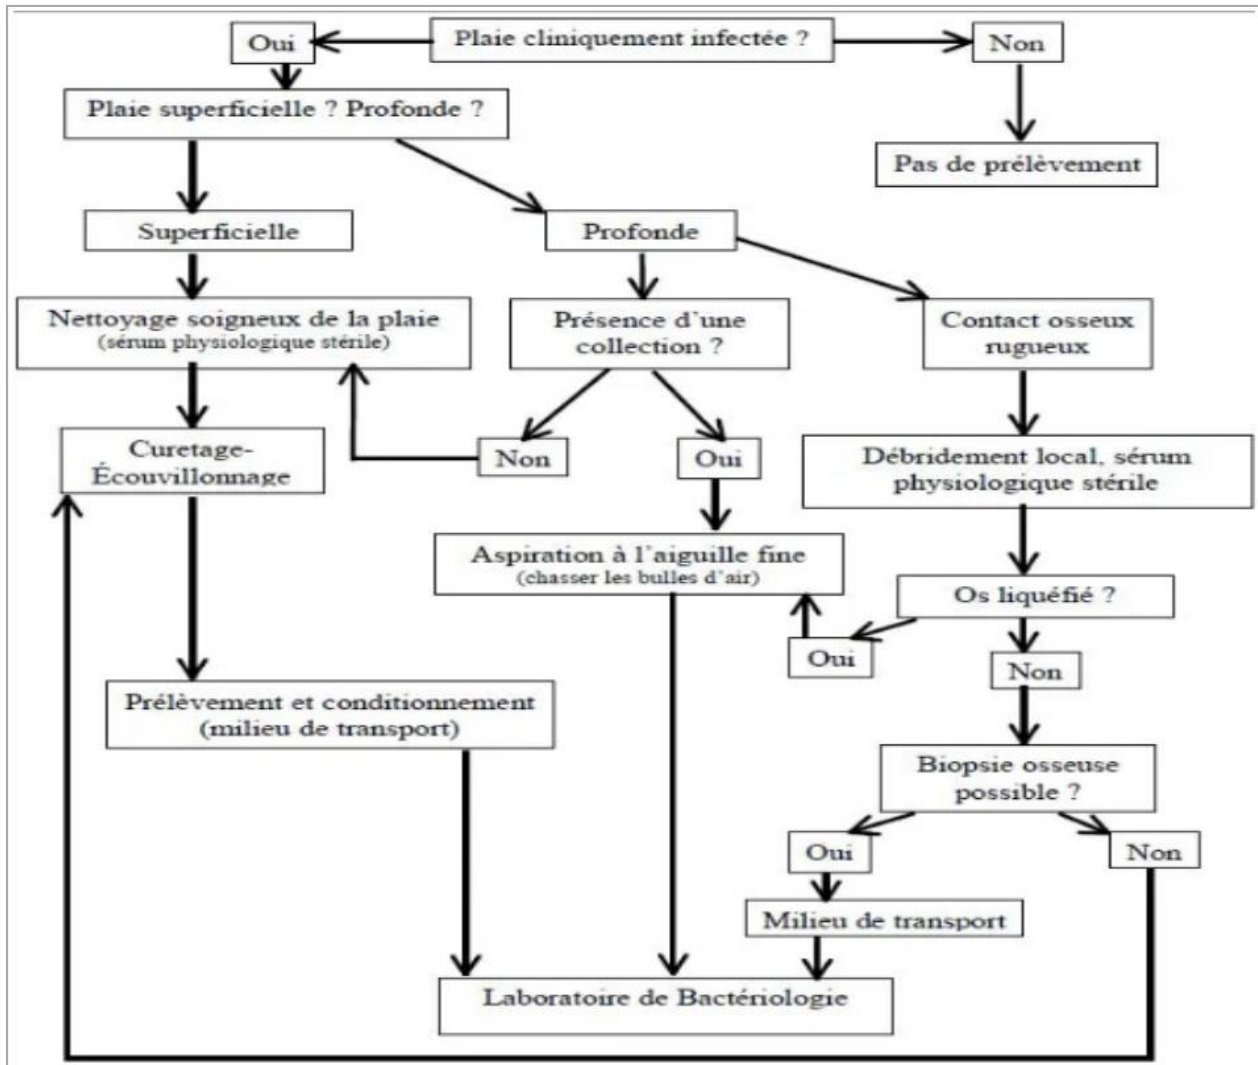 Oui
Plaie cliniquement infectée ?
Non
Plaie superficielle ? Profonde ?
Pas de prélèvement
Superficielle
Profonde
Nettoyage soigneux de la plaie
(sérum physiologique stérile)
Présence d'une
collection ?
Contact osseux
rugueux
Curetage-
Écouvillonnage
Non
Oui
Débridement local, sérum
physiologique stérile
Aspiration à l'aiguille fine
(chasser les bulles d'air)
Os liquéfié ?
Oui
Non
Prélèvement et conditionnement
(milieu de transport)
Biopsie osseuse
possible ?
Oui
Non
Milieu de transport
Laboratoire de Bactériologie